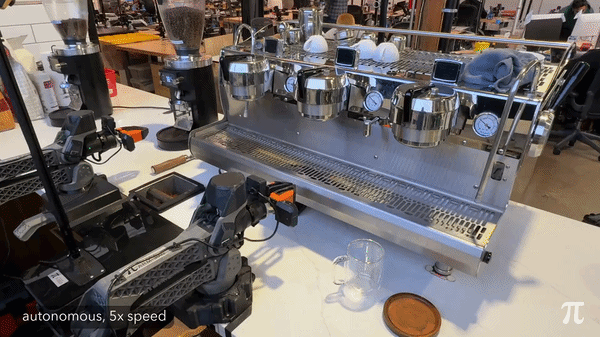 autonomous, 5x speed
π
π